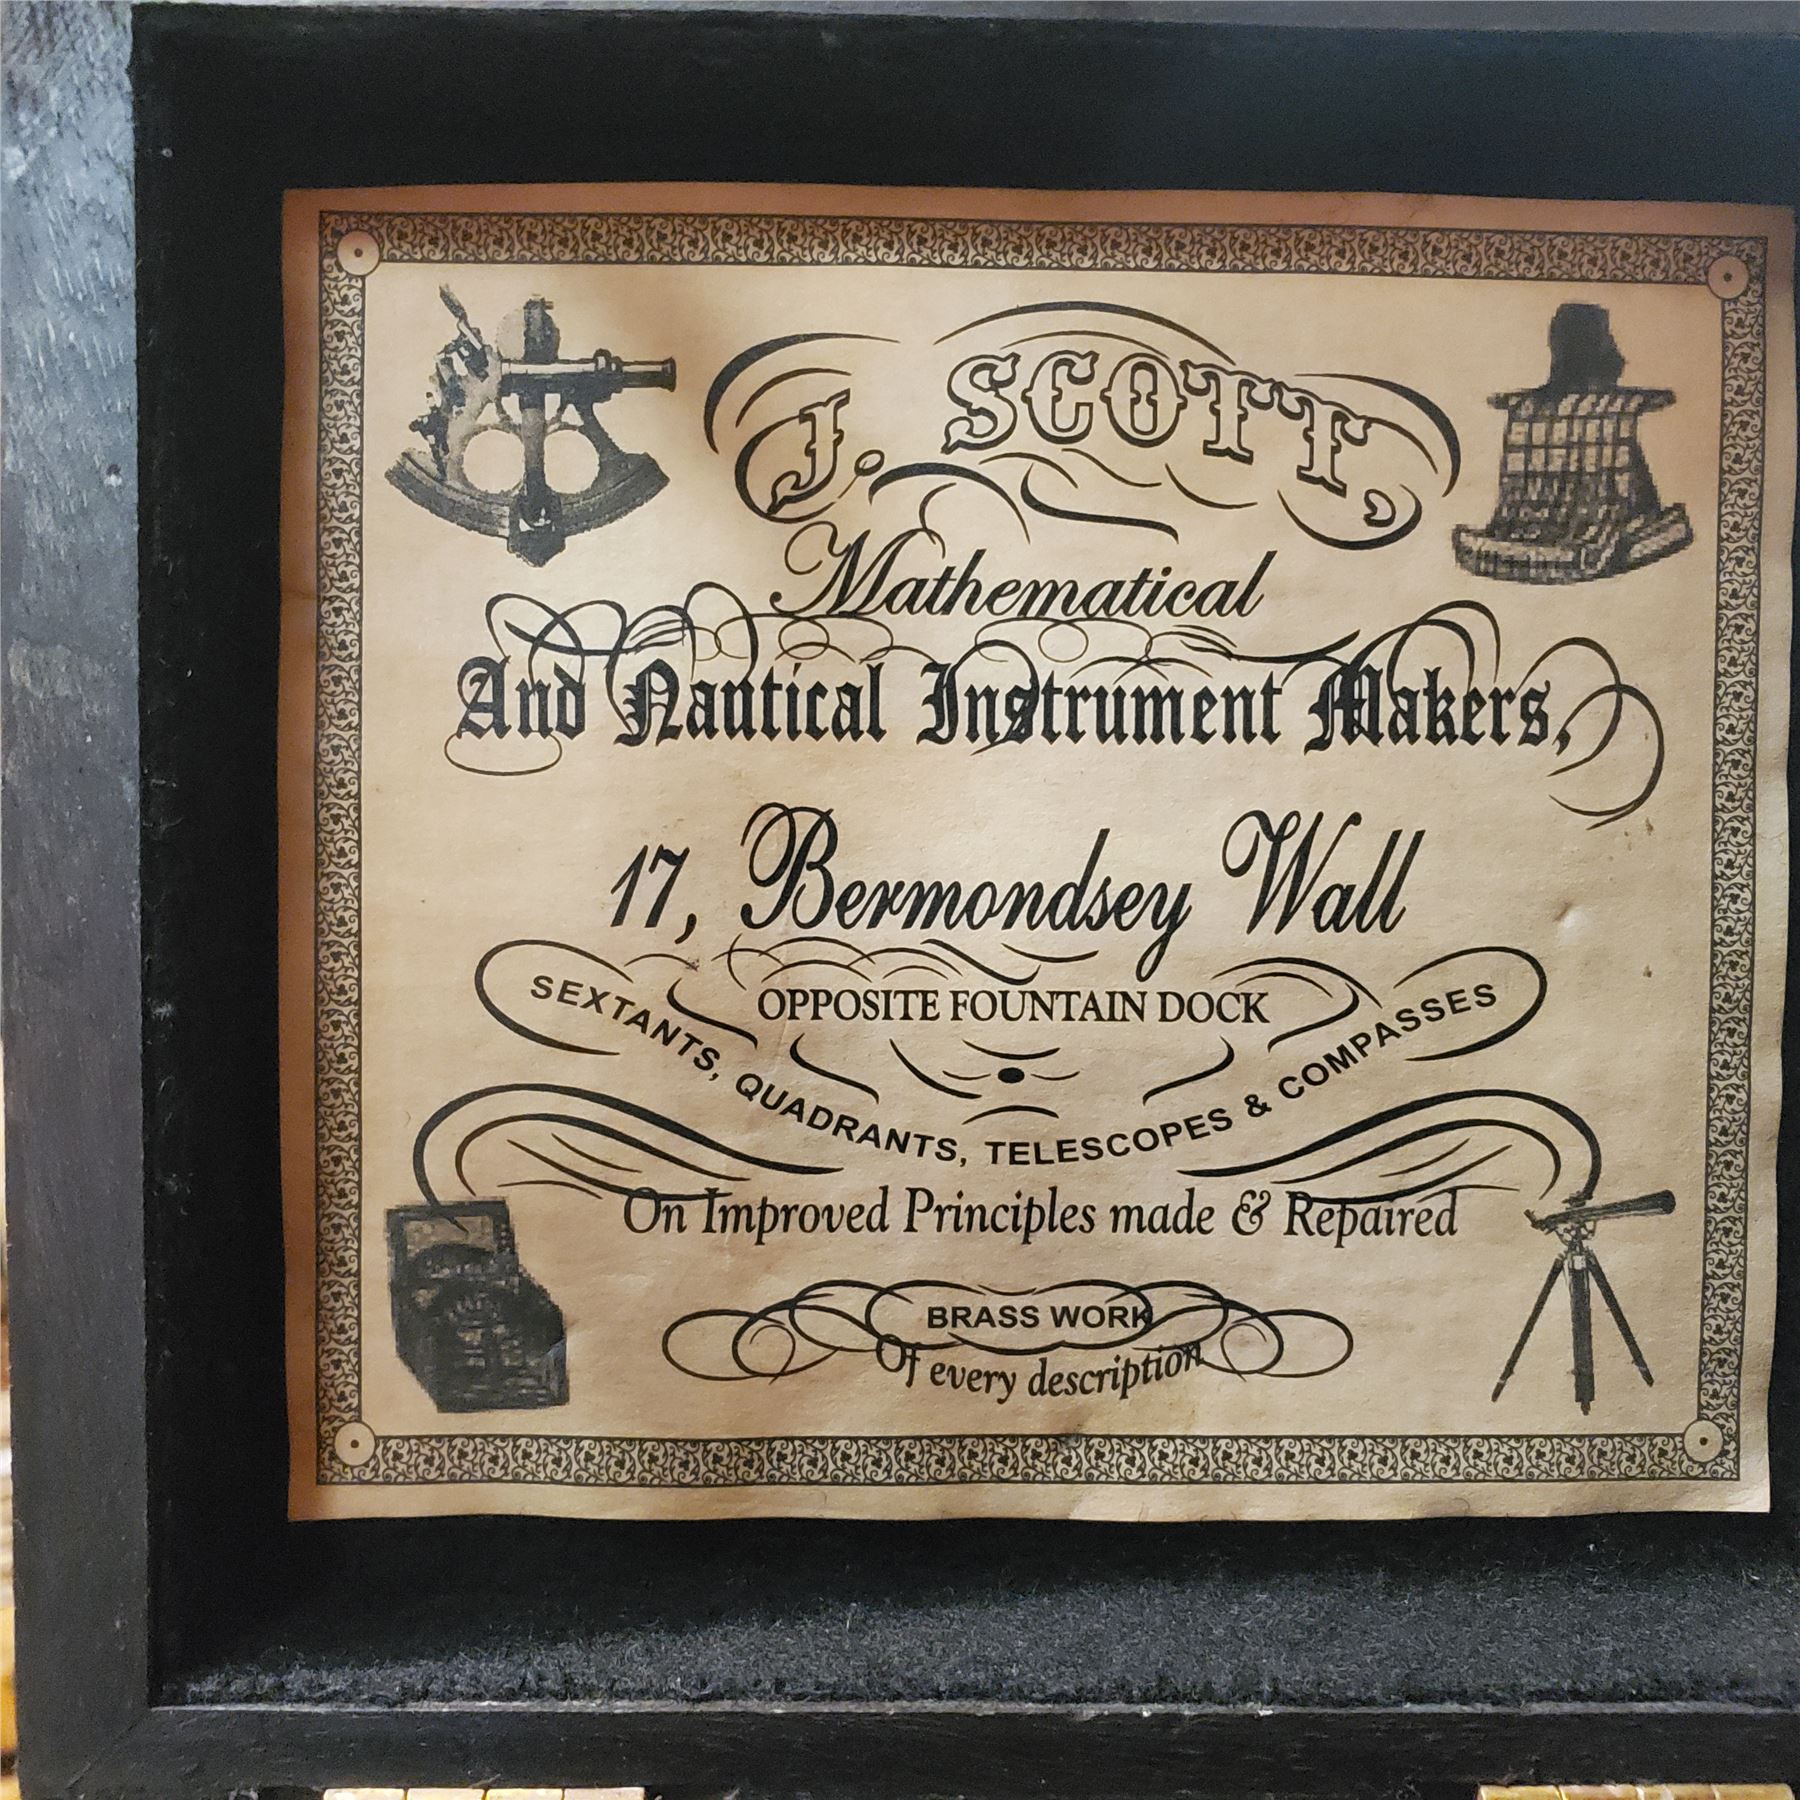 J. SCOTT,
Mathematical
And Nautical Instrument Makers,
17, Bermondsey Wall
OPPOSITE FOUNTAIN DOCK
SEXTANTS, QUADRANTS, TELESCOPES & COMPASSES
On Improved Principles made & Repaired
BRASS WORK
Of every description